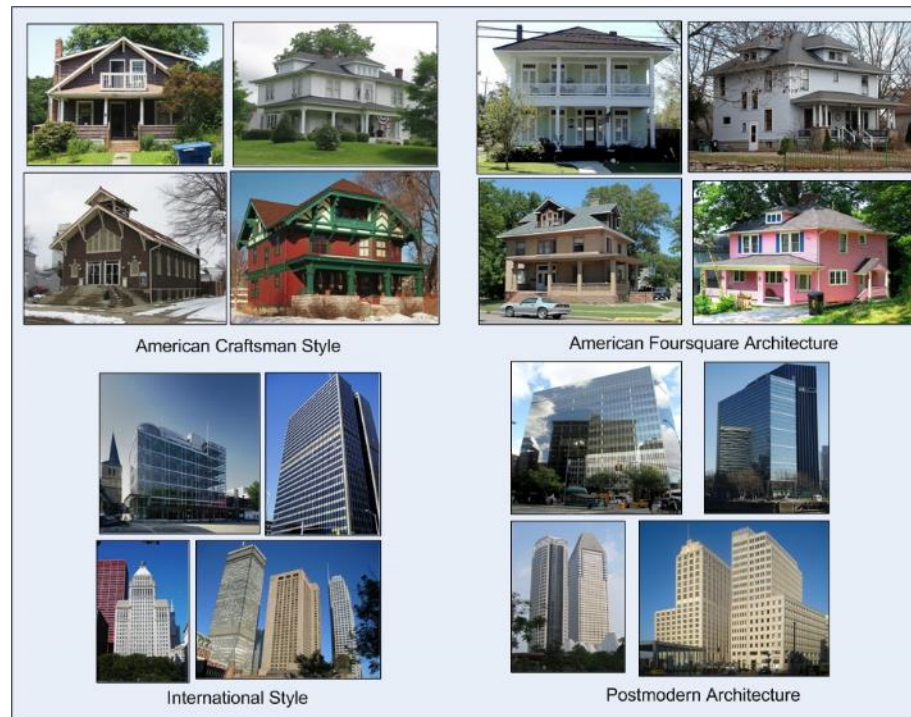 American Craftsman Style
American Foursquare Architecture
International Style
Postmodern Architecture